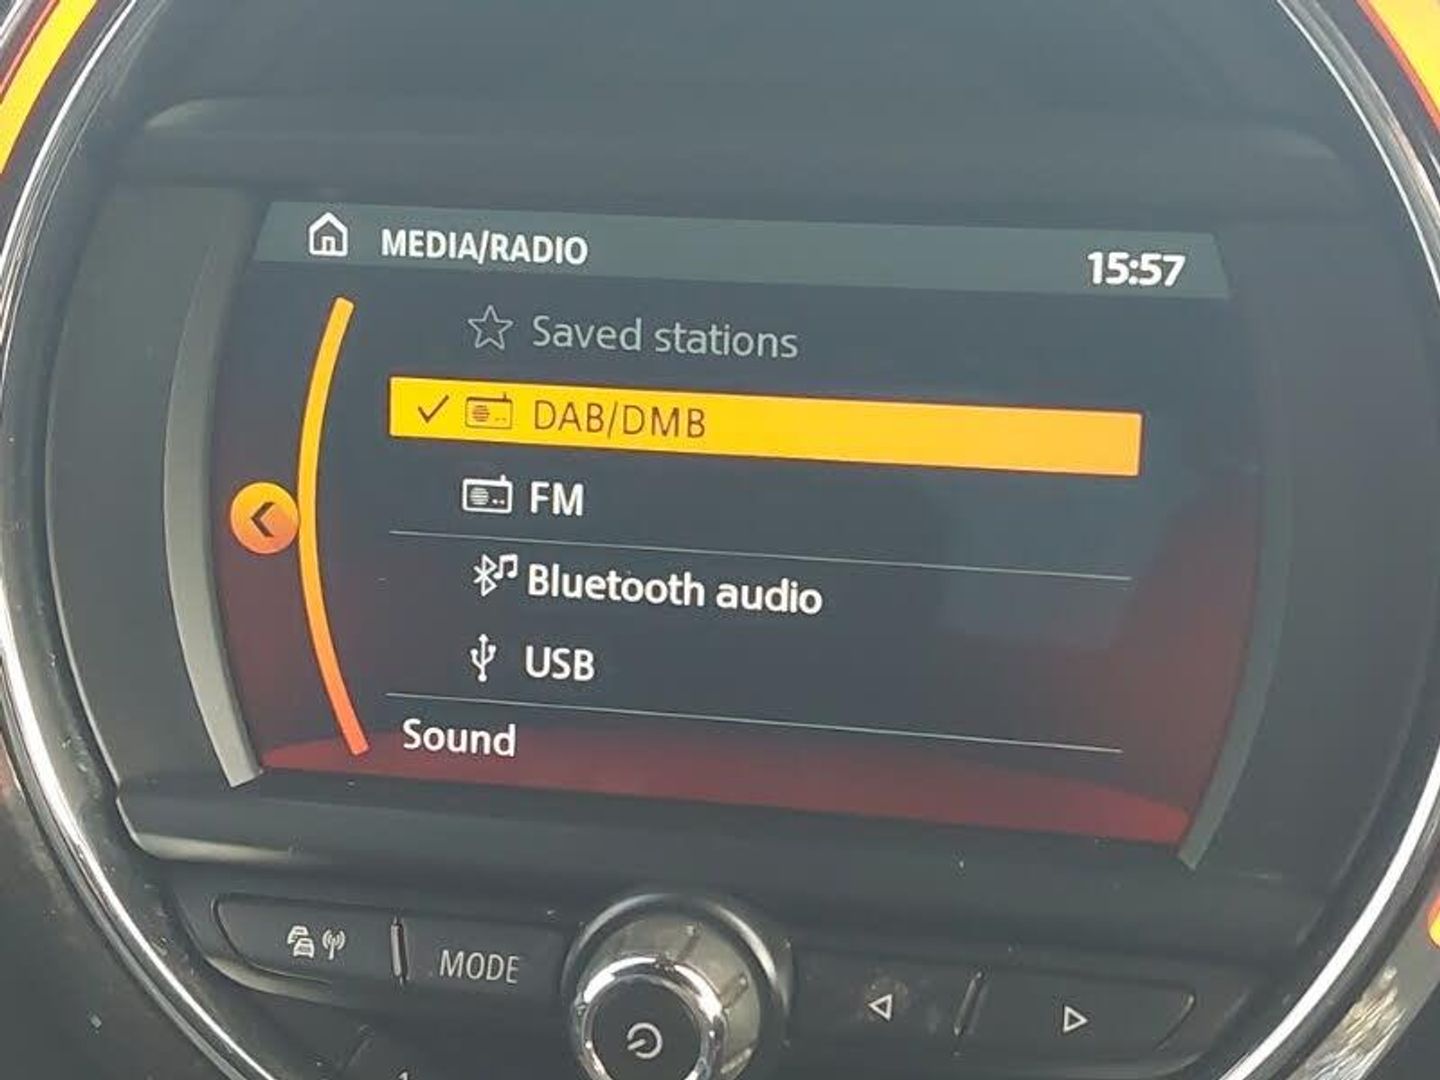 MEDIA/RADIO
15:57
Saved stations
DAB/DMB
FM
Bluetooth audio
USB
Sound
MODE